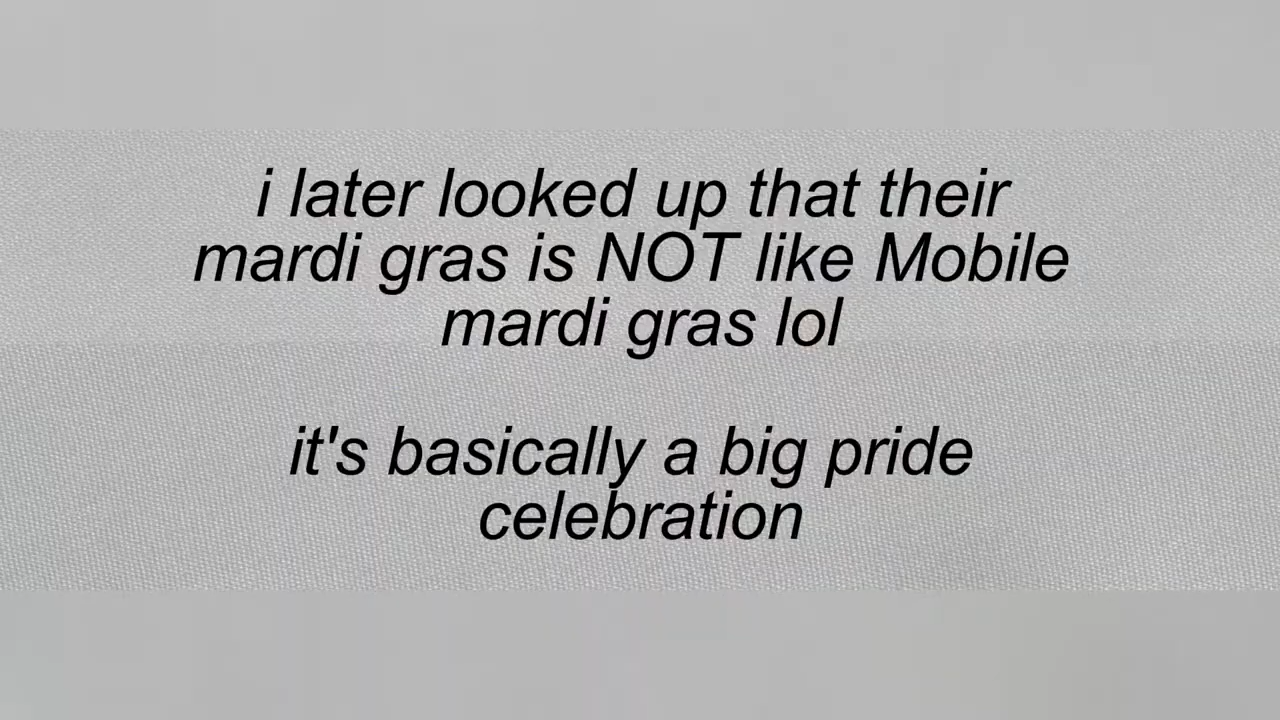 i later looked up that their
mardi gras is NOT like Mobile
mardi gras lol
it's basically a big pride
celebration